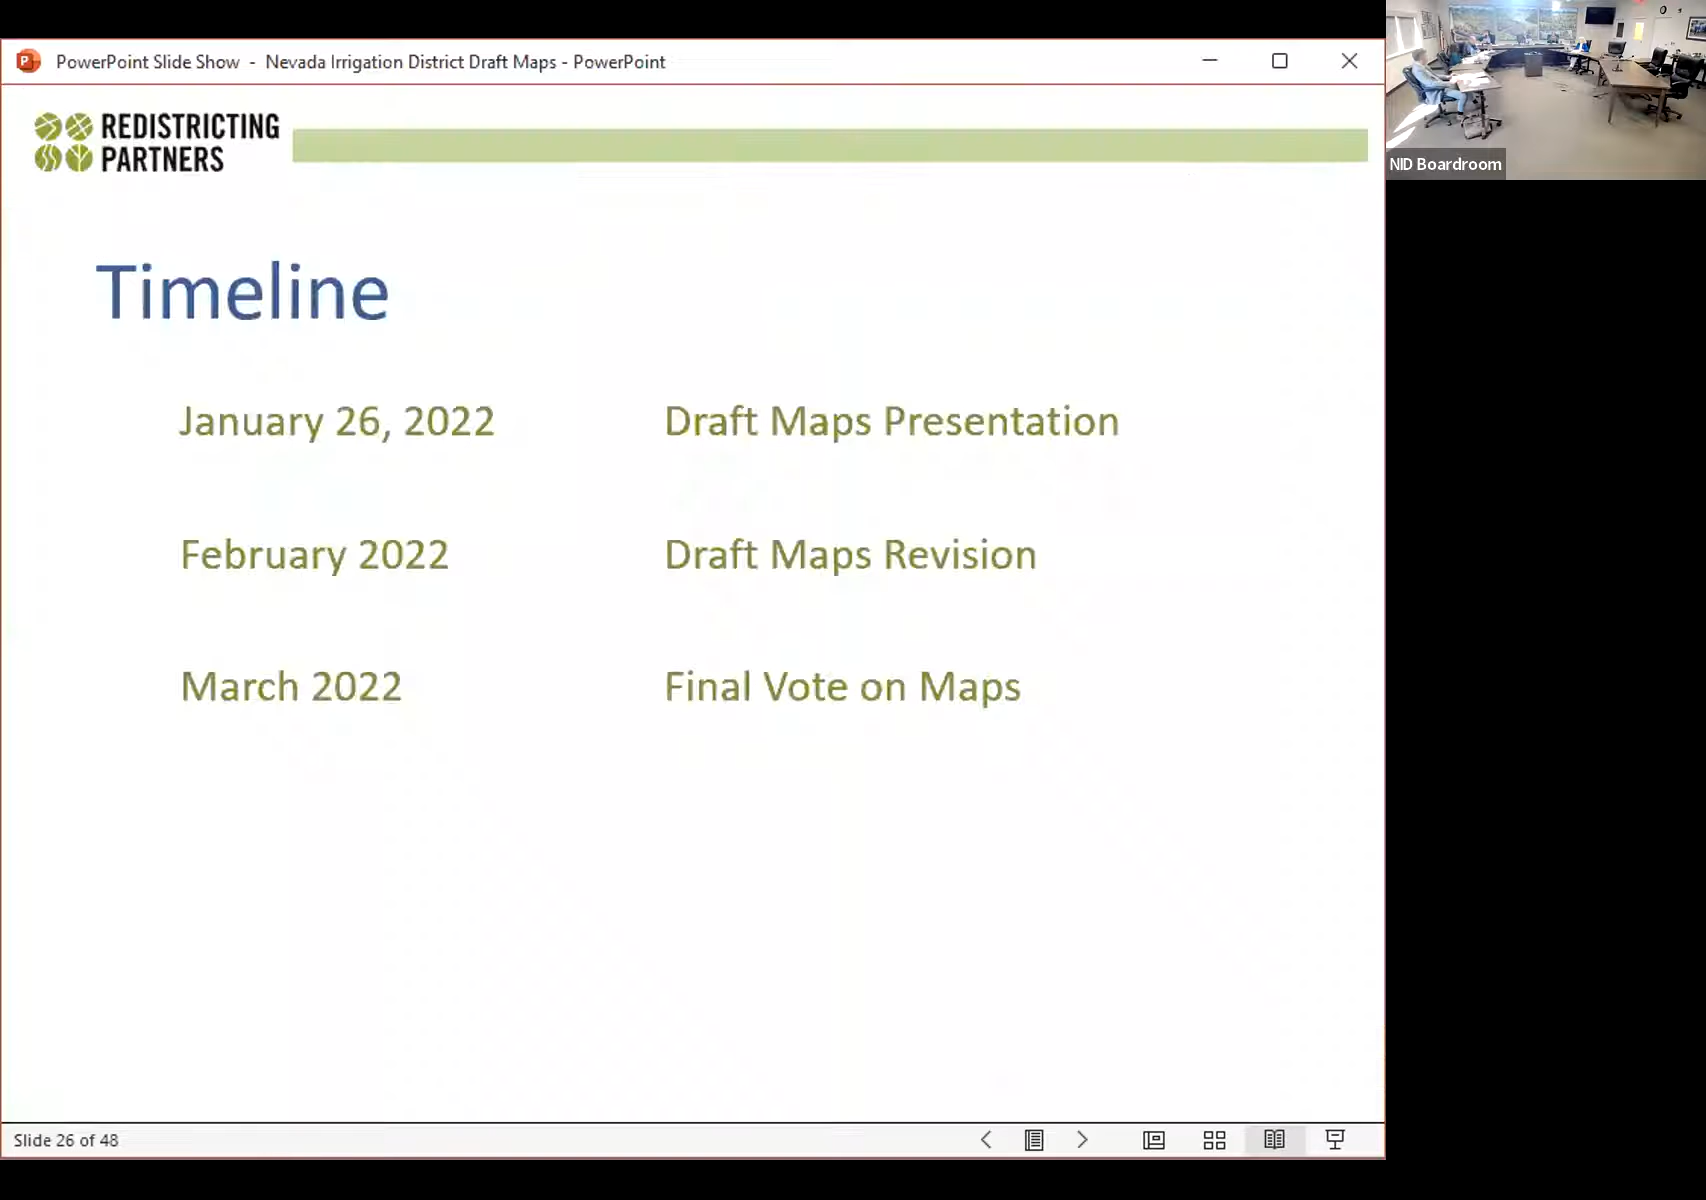 PowerPoint Slide Show - Nevada Irrigation District Draft Maps - PowerPoint
NID Boardroom
REDISTRICTING
PARTNERS
Timeline
January 26, 2022 Draft Maps Presentation
February 2022 Draft Maps Revision
March 2022 Final Vote on Maps
Slide 26 of 48